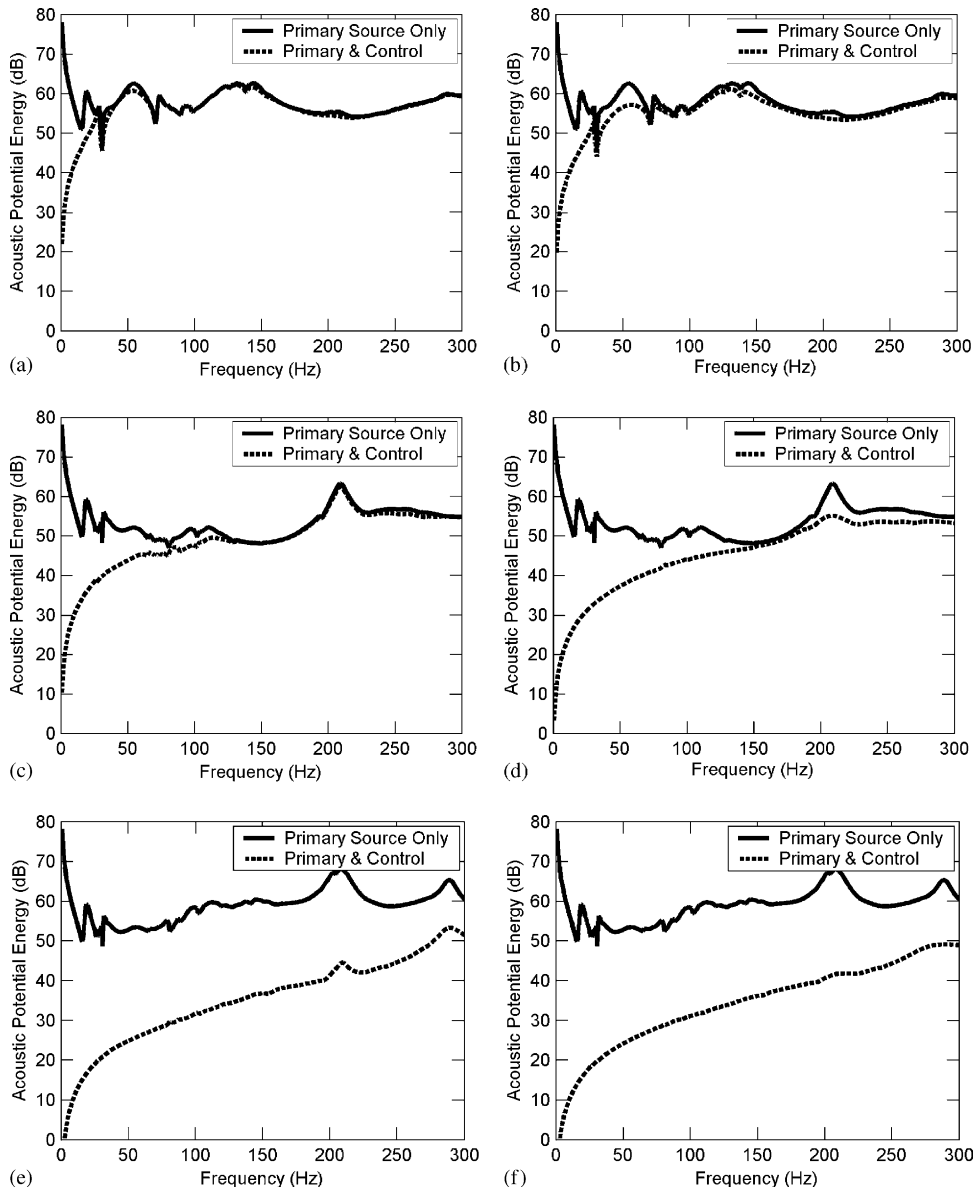 80
70
60
50
40
30
20
10
0
Acoustic Potential Energy (dB)
Primary Source Only
Primary & Control
0 50 100 150 200 250 300
(a) Frequency (Hz)
80
70
60
50
40
30
20
10
0
Acoustic Potential Energy (dB)
Primary Source Only
Primary & Control
0 50 100 150 200 250 300
(b) Frequency (Hz)
80
70
60
50
40
30
20
10
0
Acoustic Potential Energy (dB)
Primary Source Only
Primary & Control
0 50 100 150 200 250 300
(c) Frequency (Hz)
80
70
60
50
40
30
20
10
0
Acoustic Potential Energy (dB)
Primary Source Only
Primary & Control
0 50 100 150 200 250 300
(d) Frequency (Hz)
80
70
60
50
40
30
20
10
0
Acoustic Potential Energy (dB)
Primary Source Only
Primary & Control
0 50 100 150 200 250 300
(e) Frequency (Hz)
80
70
60
50
40
30
20
10
0
Acoustic Potential Energy (dB)
Primary Source Only
Primary & Control
0 50 100 150 200 250 300
(f) Frequency (Hz)